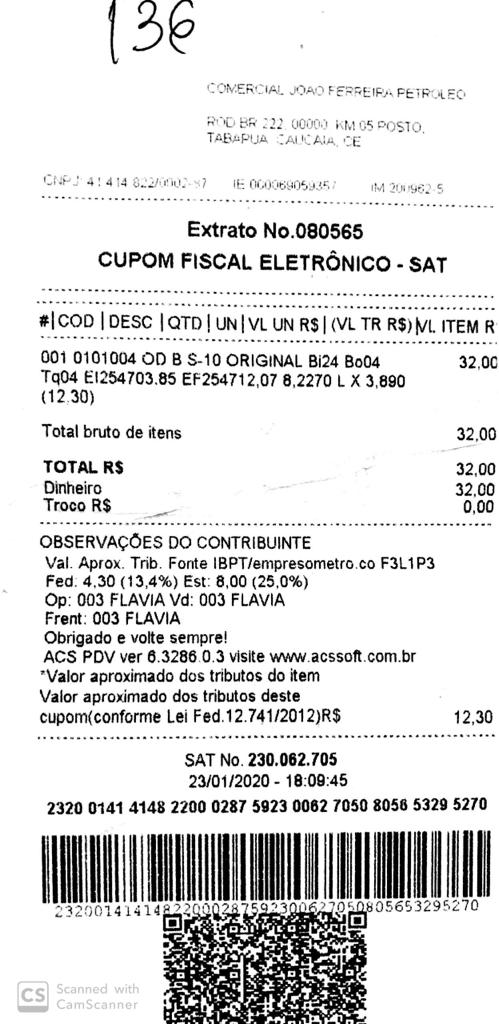 136
COMERCIAL JOAO FERREIRA PETROLEO
ROD BR 222, 00000, KM 05 POSTO,
TABAPUA, CAUCAIA, CE
CNPJ: 41.414.822/0002-87 IE 000069059357 IM 200962-5
Extrato No.080565
CUPOM FISCAL ELETRÔNICO - SAT
#|COD |DESC |QTD|UN|VL UN R$|(VL TR R$)|VL ITEM R
001 0101004 OD B S-10 ORIGINAL Bi24 Bo04 32,00
Tq04 EI254703.85 EF254712,07 8,2270 L X 3,890
(12.30)
Total bruto de itens 32,00
TOTAL R$ 32,00
Dinheiro 32,00
Troco R$ 0,00
OBSERVAÇÕES DO CONTRIBUINTE
Val. Aprox. Trib. Fonte IBPT/empresometro.co F3L1P3
Fed: 4,30 (13,4%) Est: 8,00 (25,0%)
Op: 003 FLAVIA Vd: 003 FLAVIA
Frent: 003 FLAVIA
Obrigado e volte sempre!
ACS PDV ver 6.3286.0.3 visite www.acssoft.com.br
*Valor aproximado dos tributos do item
Valor aproximado dos tributos deste
cupom(conforme Lei Fed.12.741/2012)R$ 12,30
SAT No. 230.062.705
23/01/2020 - 18:09:45
2320 0141 4148 2200 0287 5923 0062 7050 8056 5329 5270
23200141414822000287592300627050805653295270
CS Scanned with
CamScanner